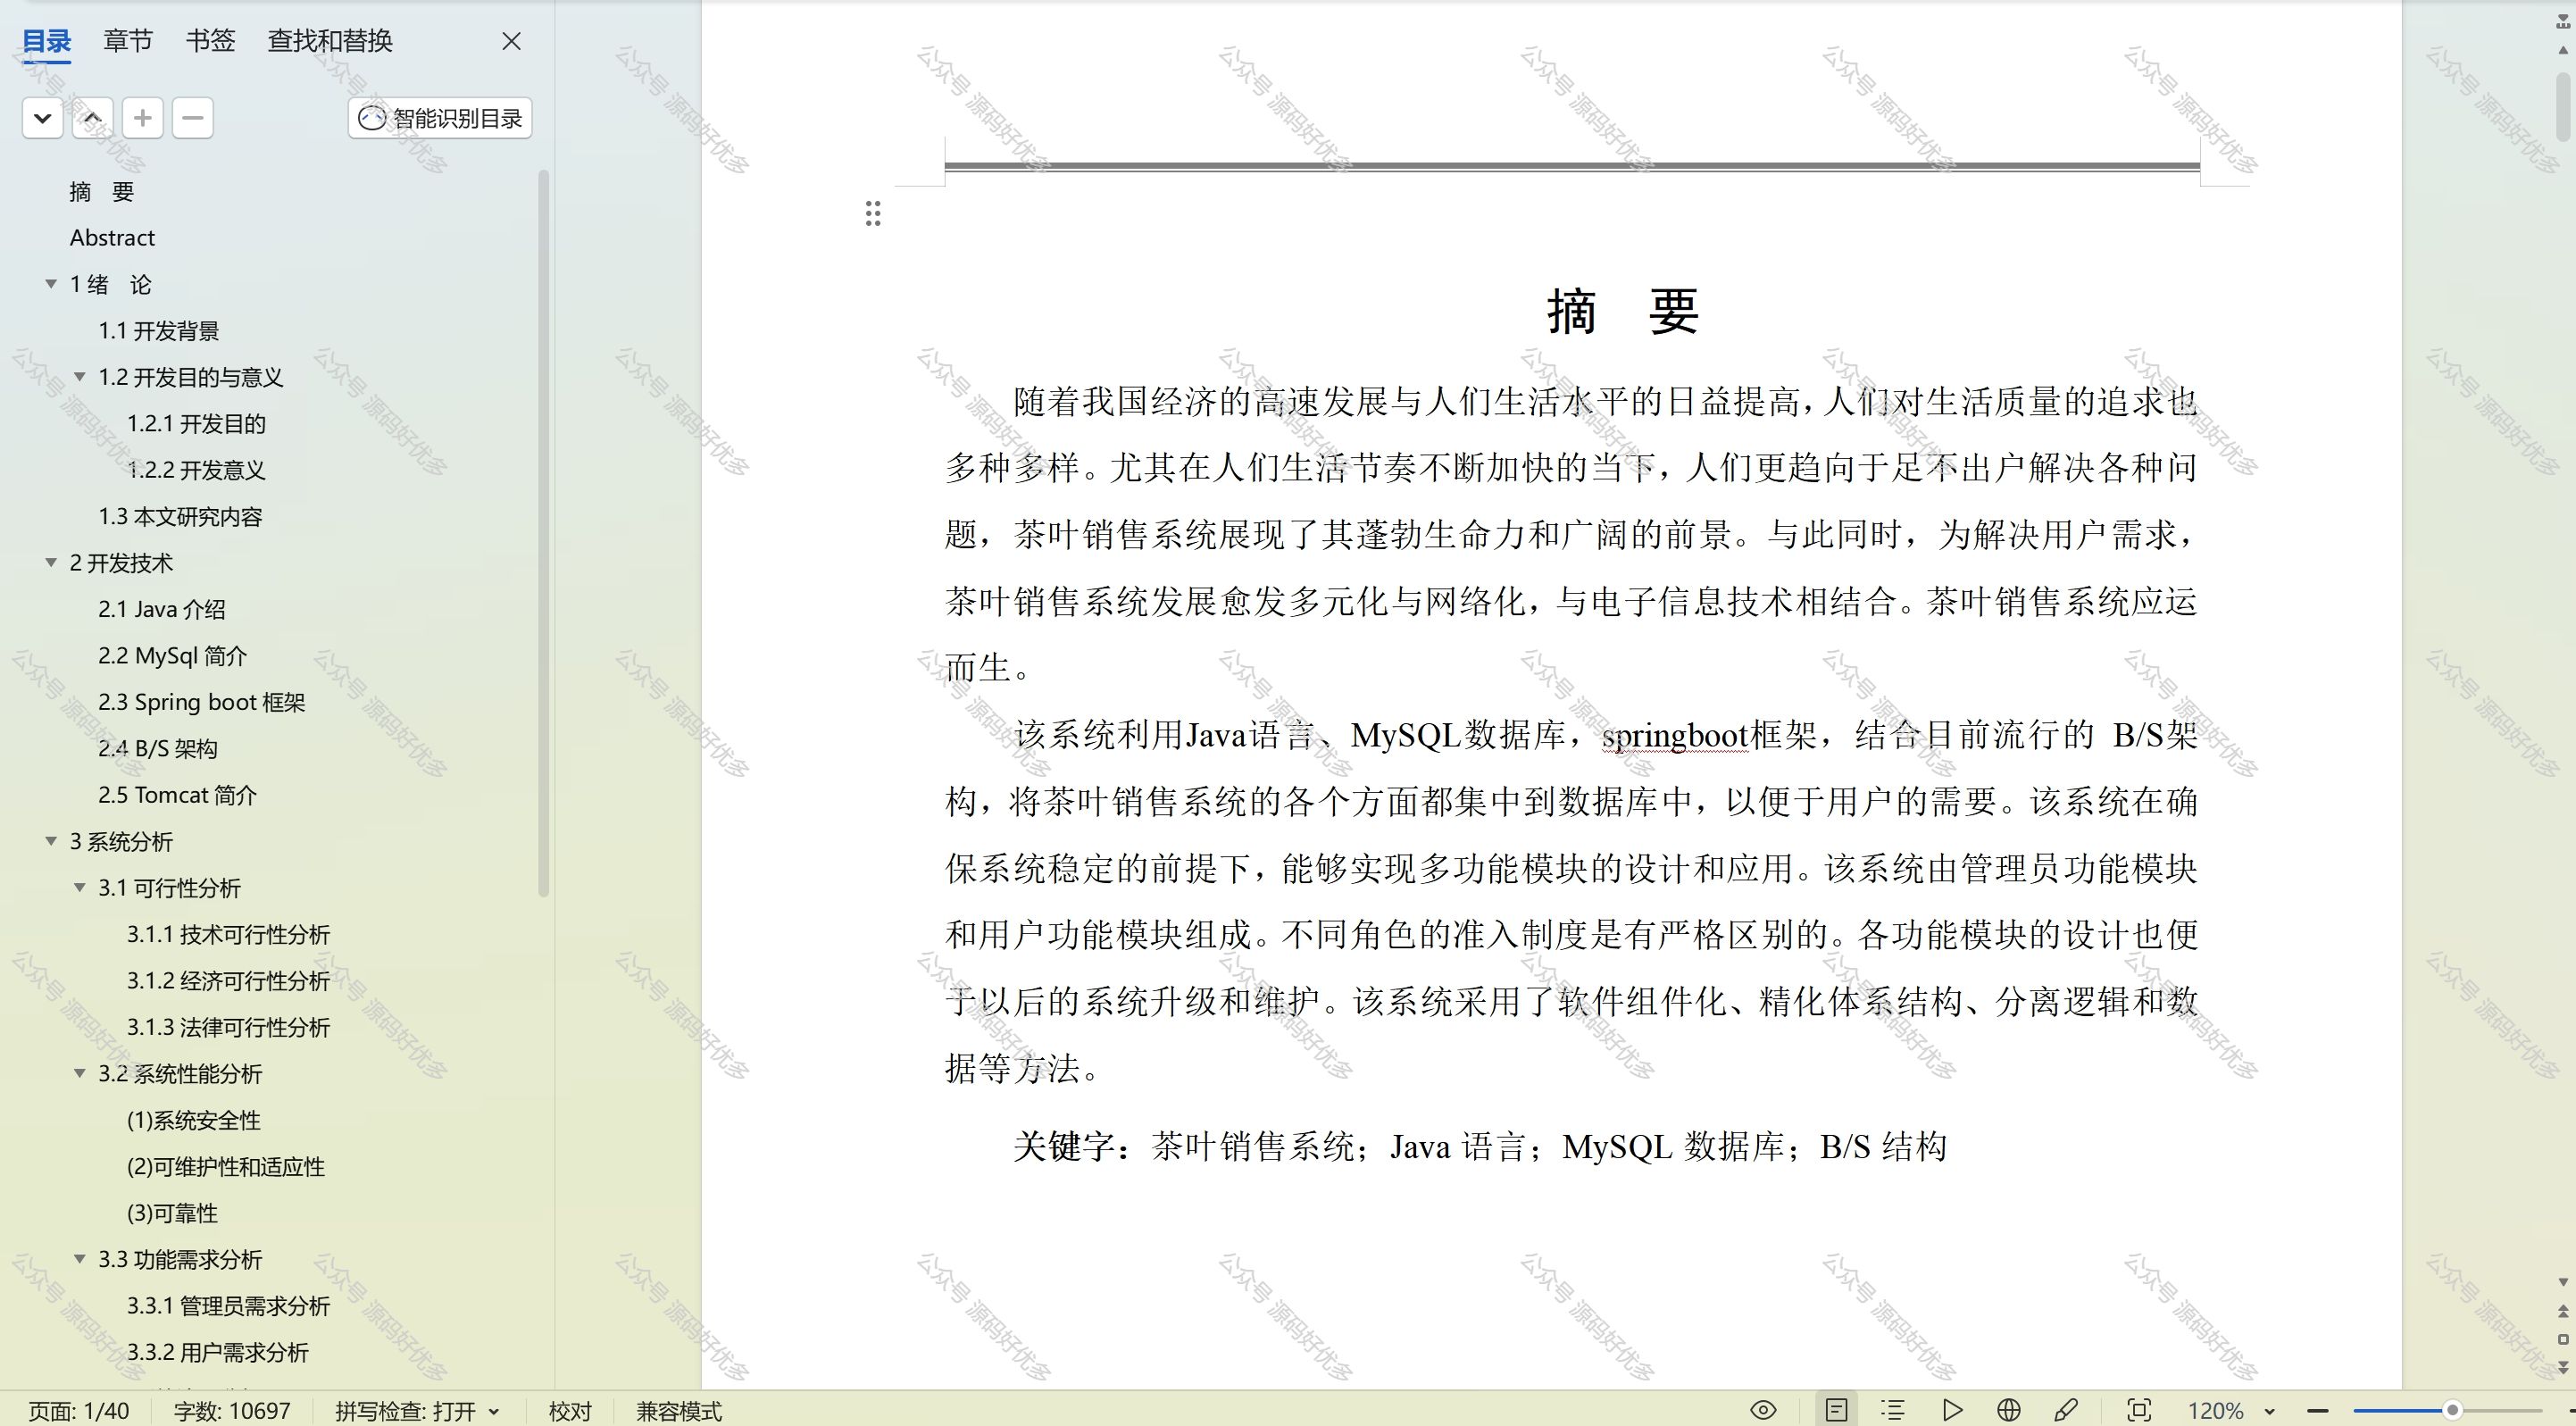 目录 章节 书签 查找和替换
智能识别目录
摘 要
Abstract
1 绪 论
1.1 开发背景
1.2 开发目的与意义
1.2.1 开发目的
1.2.2 开发意义
1.3 本文研究内容
2 开发技术
2.1 Java 介绍
2.2 MySql 简介
2.3 Spring boot 框架
2.4 B/S 架构
2.5 Tomcat 简介
3 系统分析
3.1 可行性分析
3.1.1 技术可行性分析
3.1.2 经济可行性分析
3.1.3 法律可行性分析
3.2 系统性能分析
(1)系统安全性
(2)可维护性和适应性
(3)可靠性
3.3 功能需求分析
3.3.1 管理员需求分析
3.3.2 用户需求分析
摘 要
随着我国经济的高速发展与人们生活水平的日益提高，人们对生活质量的追求也
多种多样。尤其在人们生活节奏不断加快的当下，人们更趋向于足不出户解决各种问
题，茶叶销售系统展现了其蓬勃生命力和广阔的前景。与此同时，为解决用户需求，
茶叶销售系统发展愈发多元化与网络化，与电子信息技术相结合。茶叶销售系统应运
而生。
该系统利用Java语言、MySQL数据库，springboot框架，结合目前流行的 B/S架
构，将茶叶销售系统的各个方面都集中到数据库中，以便于用户的需要。该系统在确
保系统稳定的前提下，能够实现多功能模块的设计和应用。该系统由管理员功能模块
和用户功能模块组成。不同角色的准入制度是有严格区别的。各功能模块的设计也便
于以后的系统升级和维护。该系统采用了软件组件化、精化体系结构、分离逻辑和数
据等方法。
关键字：茶叶销售系统；Java 语言；MySQL 数据库；B/S 结构
页面: 1/40 字数: 10697 拼写检查: 打开 校对 兼容模式 120%
公众号 源码好优多